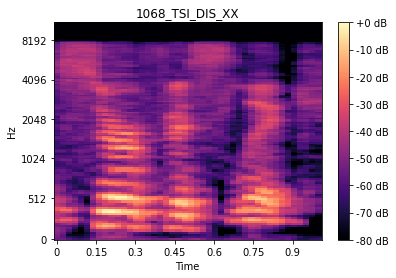 1068_TSI_DIS_XX
+0 dB
8192
-10 dB
4096
-20 dB
-30 dB
2048
Hz
-40 dB
1024
-50 dB
512
-60 dB
-70 dB
0
-80 dB
0 0.15 0.3 0.45 0.6 0.75 0.9
Time